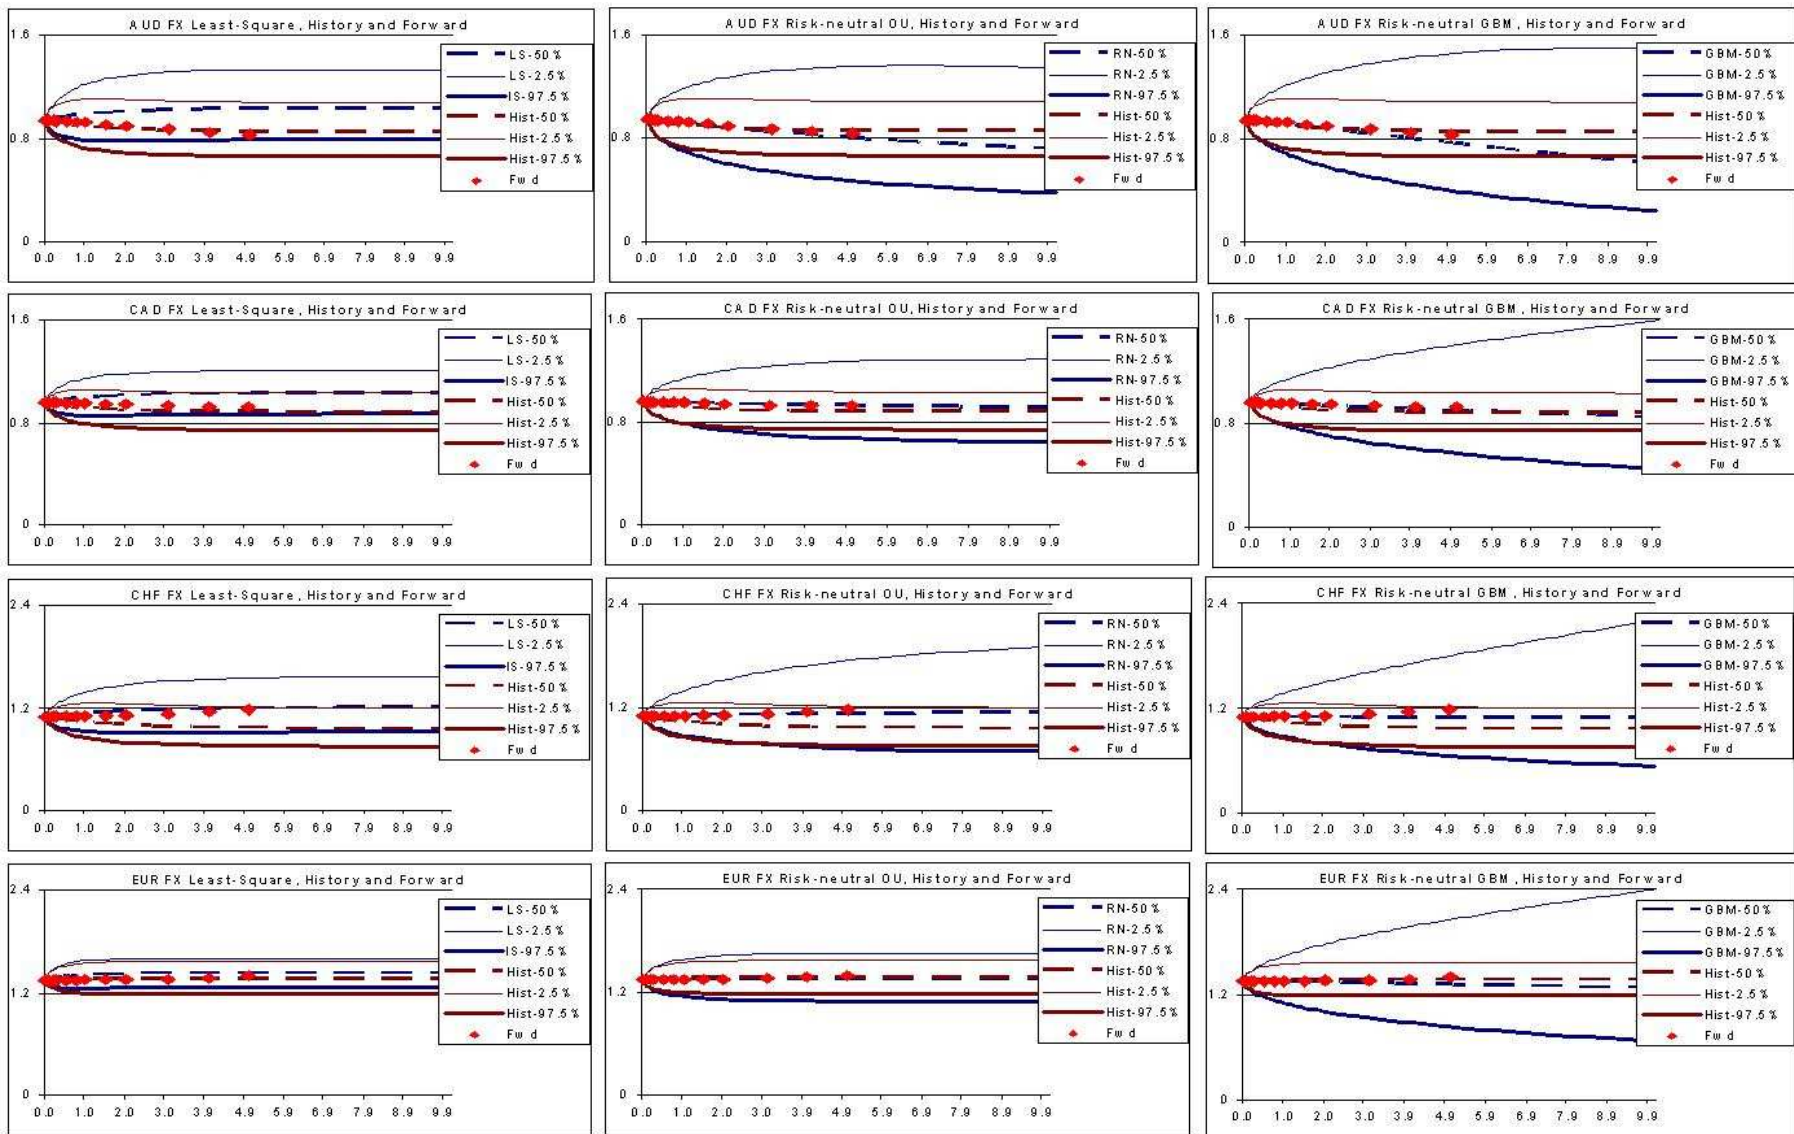 AUD FX Least-Square, History and Forward
1.6
0.8
0
0.0 1.0 2.0 3.0 3.9 4.9 5.9 6.9 7.9 8.9 9.9
LS-50%
LS-2.5%
IS-97.5%
Hist-50%
Hist-2.5%
Hist-97.5%
Fwd
AUD FX Risk-neutral OU, History and Forward
1.6
0.8
0
0.0 1.0 2.0 3.0 3.9 4.9 5.9 6.9 7.9 8.9 9.9
RN-50%
RN-2.5%
RN-97.5%
Hist-50%
Hist-2.5%
Hist-97.5%
Fwd
AUD FX Risk-neutral GBM, History and Forward
1.6
0.8
0
0.0 1.0 2.0 3.0 3.9 4.9 5.9 6.9 7.9 8.9 9.9
GBM-50%
GBM-2.5%
GBM-97.5%
Hist-50%
Hist-2.5%
Hist-97.5%
Fwd
CAD FX Least-Square, History and Forward
1.6
0.8
0
0.0 1.0 2.0 3.0 3.9 4.9 5.9 6.9 7.9 8.9 9.9
LS-50%
LS-2.5%
IS-97.5%
Hist-50%
Hist-2.5%
Hist-97.5%
Fwd
CAD FX Risk-neutral OU, History and Forward
1.6
0.8
0
0.0 1.0 2.0 3.0 3.9 4.9 5.9 6.9 7.9 8.9 9.9
RN-50%
RN-2.5%
RN-97.5%
Hist-50%
Hist-2.5%
Hist-97.5%
Fwd
CAD FX Risk-neutral GBM, History and Forward
1.6
0.8
0
0.0 1.0 2.0 3.0 3.9 4.9 5.9 6.9 7.9 8.9 9.9
GBM-50%
GBM-2.5%
GBM-97.5%
Hist-50%
Hist-2.5%
Hist-97.5%
Fwd
CHF FX Least-Square, History and Forward
2.4
1.2
0
0.0 1.0 2.0 3.0 3.9 4.9 5.9 6.9 7.9 8.9 9.9
LS-50%
LS-2.5%
IS-97.5%
Hist-50%
Hist-2.5%
Hist-97.5%
Fwd
CHF FX Risk-neutral OU, History and Forward
2.4
1.2
0
0.0 1.0 2.0 3.0 3.9 4.9 5.9 6.9 7.9 8.9 9.9
RN-50%
RN-2.5%
RN-97.5%
Hist-50%
Hist-2.5%
Hist-97.5%
Fwd
CHF FX Risk-neutral GBM, History and Forward
2.4
1.2
0
0.0 1.0 2.0 3.0 3.9 4.9 5.9 6.9 7.9 8.9 9.9
GBM-50%
GBM-2.5%
GBM-97.5%
Hist-50%
Hist-2.5%
Hist-97.5%
Fwd
EUR FX Least-Square, History and Forward
2.4
1.2
0
0.0 1.0 2.0 3.0 3.9 4.9 5.9 6.9 7.9 8.9 9.9
LS-50%
LS-2.5%
IS-97.5%
Hist-50%
Hist-2.5%
Hist-97.5%
Fwd
EUR FX Risk-neutral OU, History and Forward
2.4
1.2
0
0.0 1.0 2.0 3.0 3.9 4.9 5.9 6.9 7.9 8.9 9.9
RN-50%
RN-2.5%
RN-97.5%
Hist-50%
Hist-2.5%
Hist-97.5%
Fwd
EUR FX Risk-neutral GBM, History and Forward
2.4
1.2
0
0.0 1.0 2.0 3.0 3.9 4.9 5.9 6.9 7.9 8.9 9.9
GBM-50%
GBM-2.5%
GBM-97.5%
Hist-50%
Hist-2.5%
Hist-97.5%
Fwd